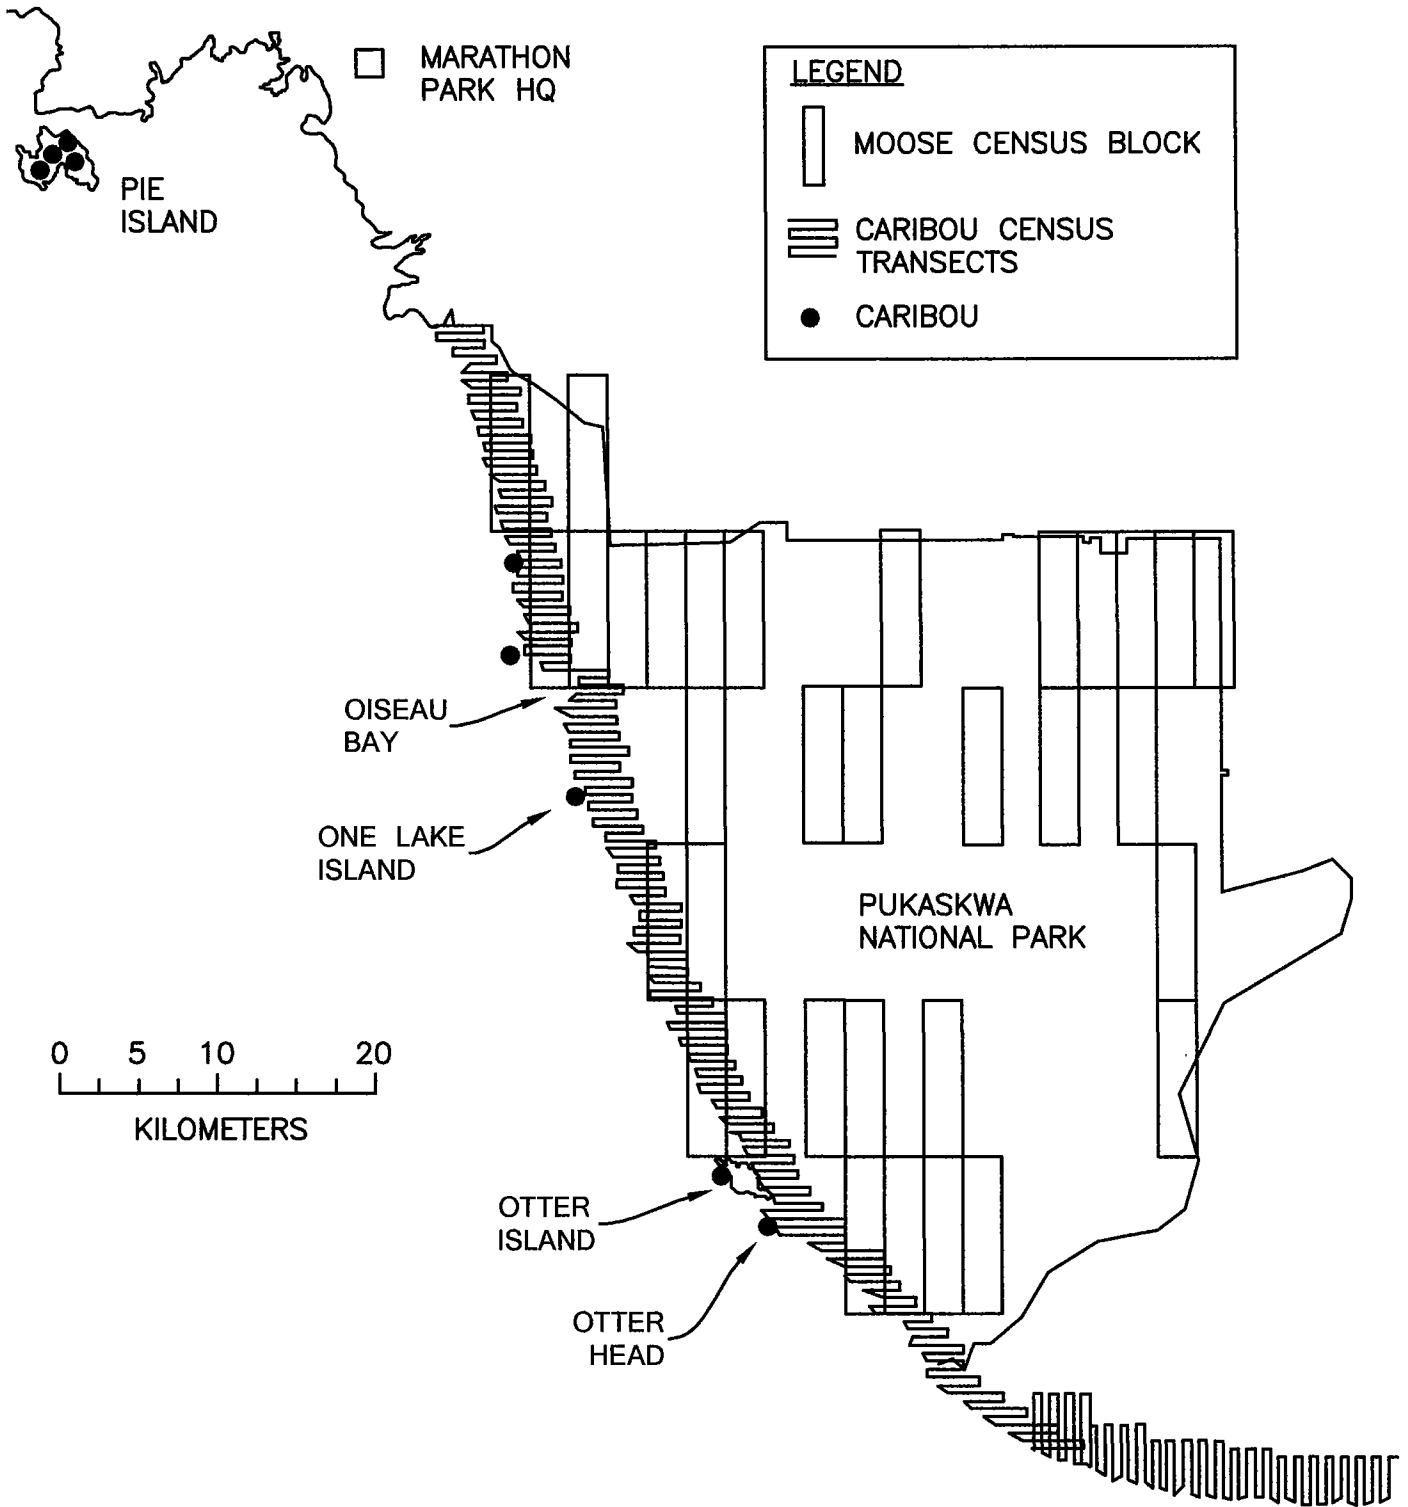 MARATHON
PARK HQ
PIE
ISLAND
LEGEND
MOOSE CENSUS BLOCK
CARIBOU CENSUS
TRANSECTS
CARIBOU
OISEAU
BAY
ONE LAKE
ISLAND
PUKASKWA
NATIONAL PARK
0 5 10 20
KILOMETERS
OTTER
ISLAND
OTTER
HEAD